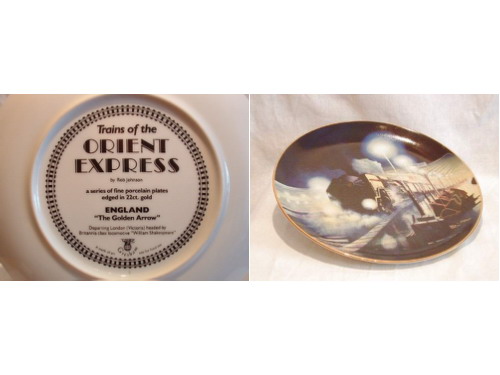 Trains of the
ORIENT
EXPRESS
by Robin Johnson
a series of fine porcelain plates
edged in 22ct. gold
ENGLAND
"The Golden Arrow"
Departing London (Victoria) headed by
Britannia class locomotive "William Shakespeare"